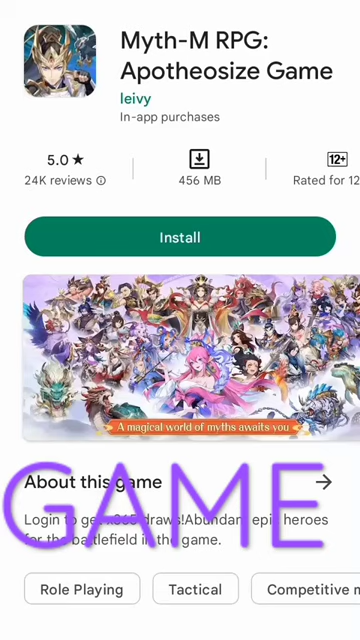 Myth-M RPG:
Apotheosize Game
leivy
In-app purchases
5.0 ★
24K reviews
456 MB
12+
Rated for 12
Install
A magical world of myths awaits you
About this game
GAME
Login to get x365 draws!Abundant epic heroes
for the battlefield in the game.
Role Playing
Tactical
Competitive m